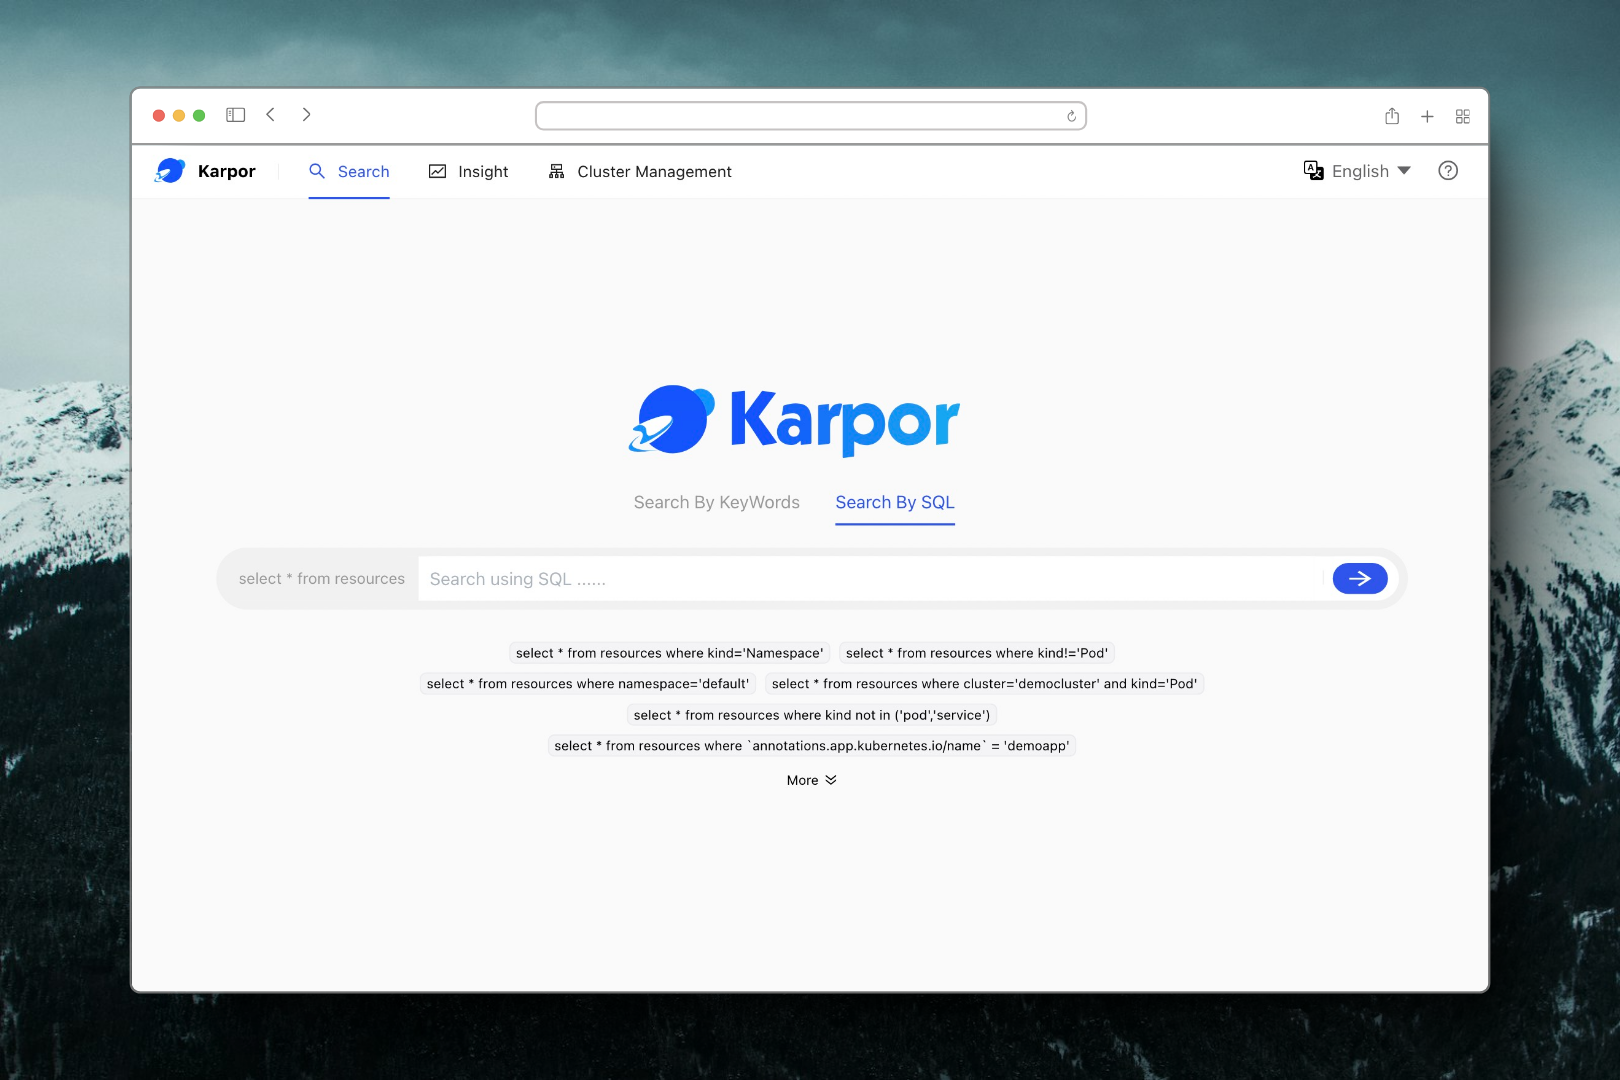 Karpor Search Insight Cluster Management English
Karpor
Search By KeyWords Search By SQL
select * from resources Search using SQL ......
select * from resources where kind='Namespace' select * from resources where kind!='Pod'
select * from resources where namespace='default' select * from resources where cluster='democluster' and kind='Pod'
select * from resources where kind not in ('pod','service')
select * from resources where `annotations.app.kubernetes.io/name` = 'demoapp'
More